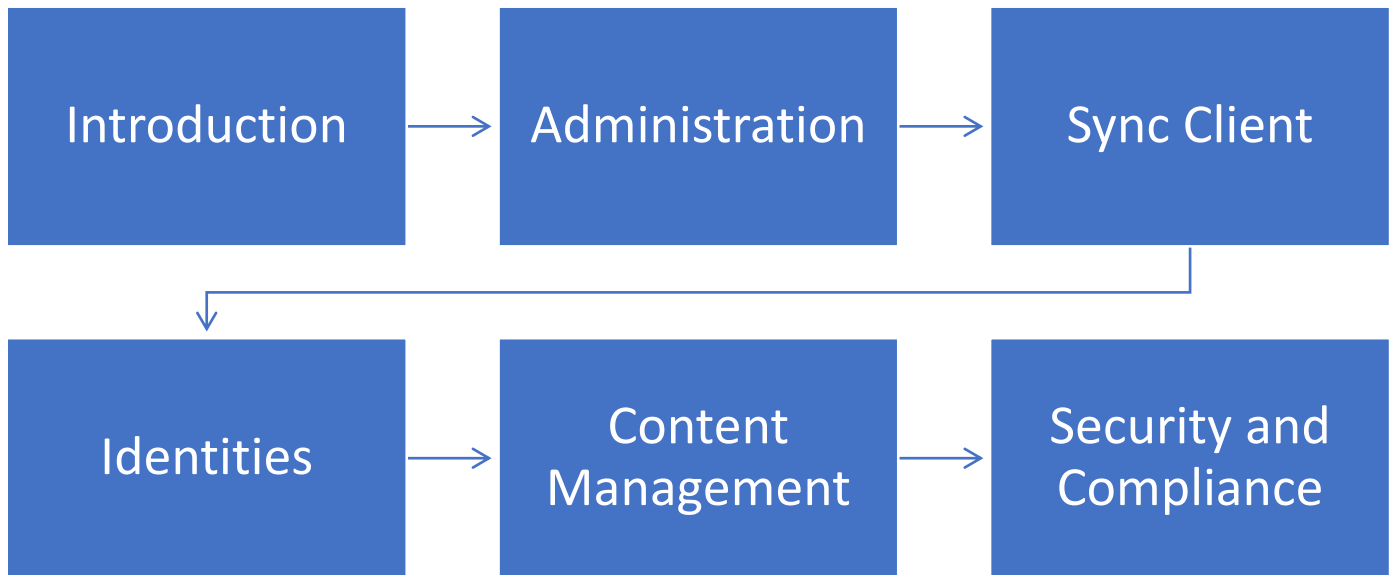 Introduction
Administration
Sync Client
Identities
Content
Management
Security and
Compliance